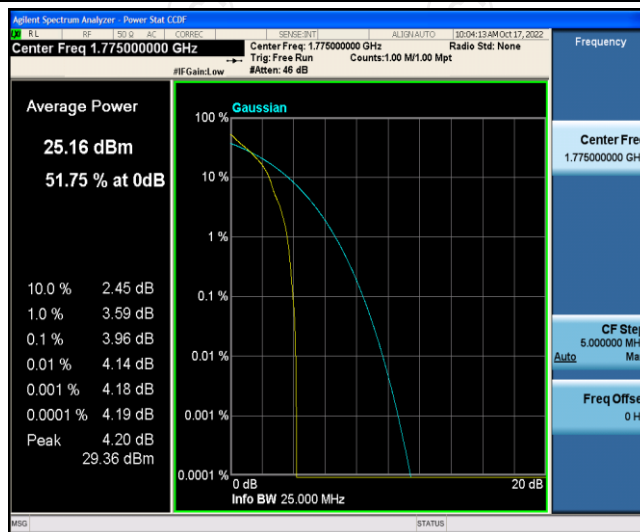 Agilent Spectrum Analyzer - Power Stat CCDF
RL RF 50 Ω AC CORREC SENSE:INT ALIGNAUTO 10:04:13 AM Oct 17, 2022
Center Freq 1.775000000 GHz
Center Freq: 1.775000000 GHz Radio Std: None
Trig: Free Run Counts:1.00 M/1.00 Mpt
#IFGain:Low #Atten: 46 dB
Frequency
Average Power
25.16 dBm
51.75 % at 0dB
10.0 % 2.45 dB
1.0 % 3.59 dB
0.1 % 3.96 dB
0.01 % 4.14 dB
0.001 % 4.18 dB
0.0001 % 4.19 dB
Peak 4.20 dB
29.36 dBm
Gaussian
100 %
10 %
1 %
0.1 %
0.01 %
0.001 %
0.0001 %
0 dB 20 dB
Info BW 25.000 MHz
Center Fre
1.775000000 GH
CF Step
5.000000 MH
Auto Ma
Freq Offse
0 H
MSG STATUS